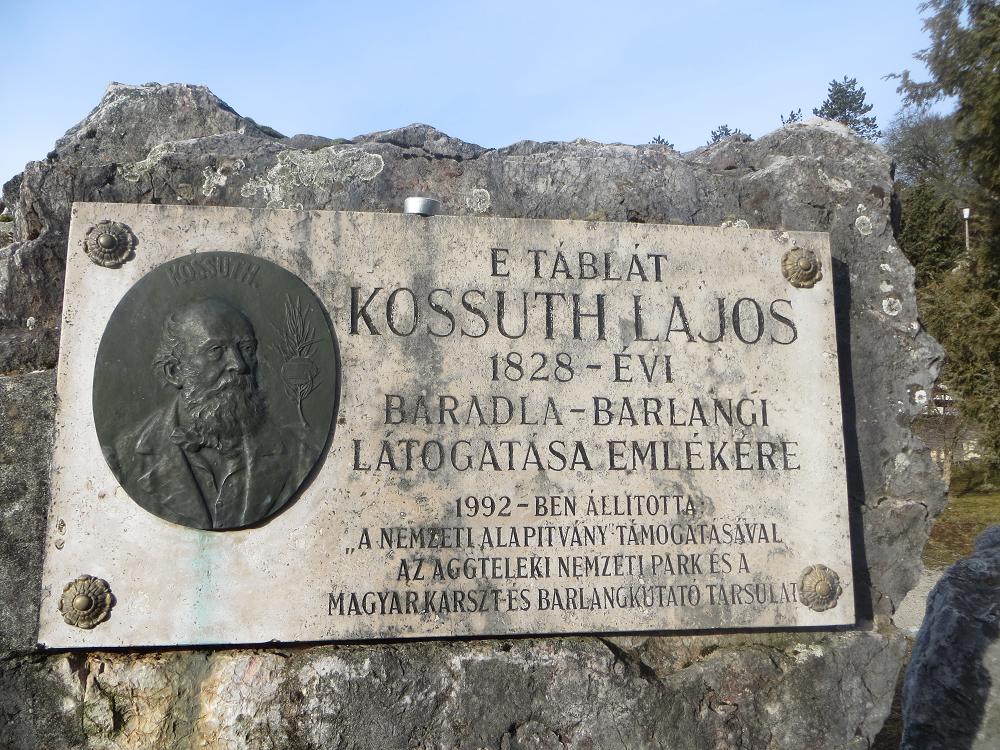 KOSSUTH.
E TÁBLÁT
KOSSUTH LAJOS
1828-ÉVI
BARADLA-BARLANGI
LÁTOGATÁSA EMLÉKÉRE
1992-BEN ÁLLITOTTA:
„A NEMZETI ALAPITVÁNY" TÁMOGATÁSÁVAL
AZ AGGTELEKI NEMZETI PARK ÉS A
MAGYAR KARSZT-ÉS BARLANGKUTATÓ TÁRSULAT